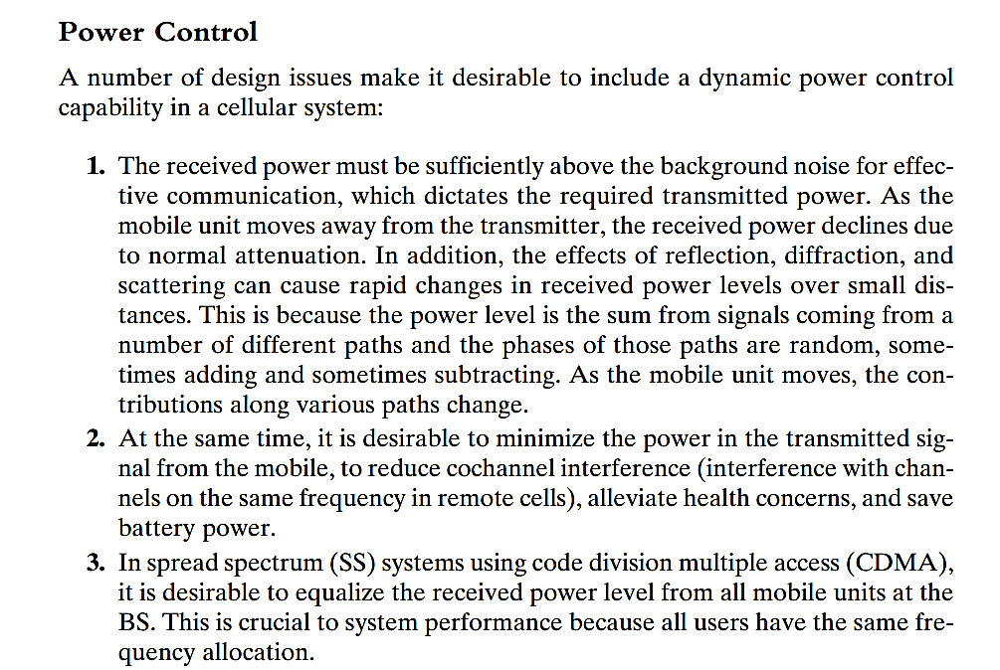 Power Control
A number of design issues make it desirable to include a dynamic power control
capability in a cellular system:
1. The received power must be sufficiently above the background noise for effec-
tive communication, which dictates the required transmitted power. As the
mobile unit moves away from the transmitter, the received power declines due
to normal attenuation. In addition, the effects of reflection, diffraction, and
scattering can cause rapid changes in received power levels over small dis-
tances. This is because the power level is the sum from signals coming from a
number of different paths and the phases of those paths are random, some-
times adding and sometimes subtracting. As the mobile unit moves, the con-
tributions along various paths change.
2. At the same time, it is desirable to minimize the power in the transmitted sig-
nal from the mobile, to reduce cochannel interference (interference with chan-
nels on the same frequency in remote cells), alleviate health concerns, and save
battery power.
3. In spread spectrum (SS) systems using code division multiple access (CDMA),
it is desirable to equalize the received power level from all mobile units at the
BS. This is crucial to system performance because all users have the same fre-
quency allocation.